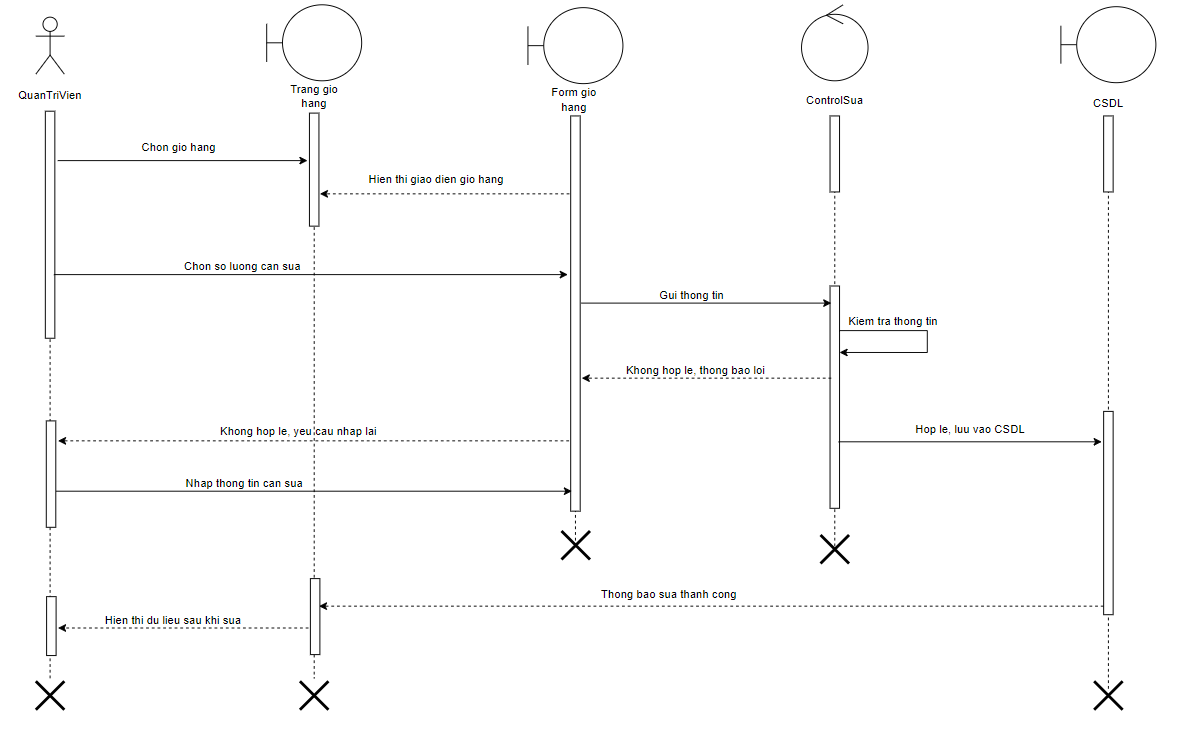 QuanTriVien
Trang gio
hang
Form gio
hang
ControlSua
CSDL
Chon gio hang
Hien thi giao dien gio hang
Chon so luong can sua
Gui thong tin
Kiem tra thong tin
Khong hop le, thong bao loi
Khong hop le, yeu cau nhap lai
Hop le, luu vao CSDL
Nhap thong tin can sua
Thong bao sua thanh cong
Hien thi du lieu sau khi sua